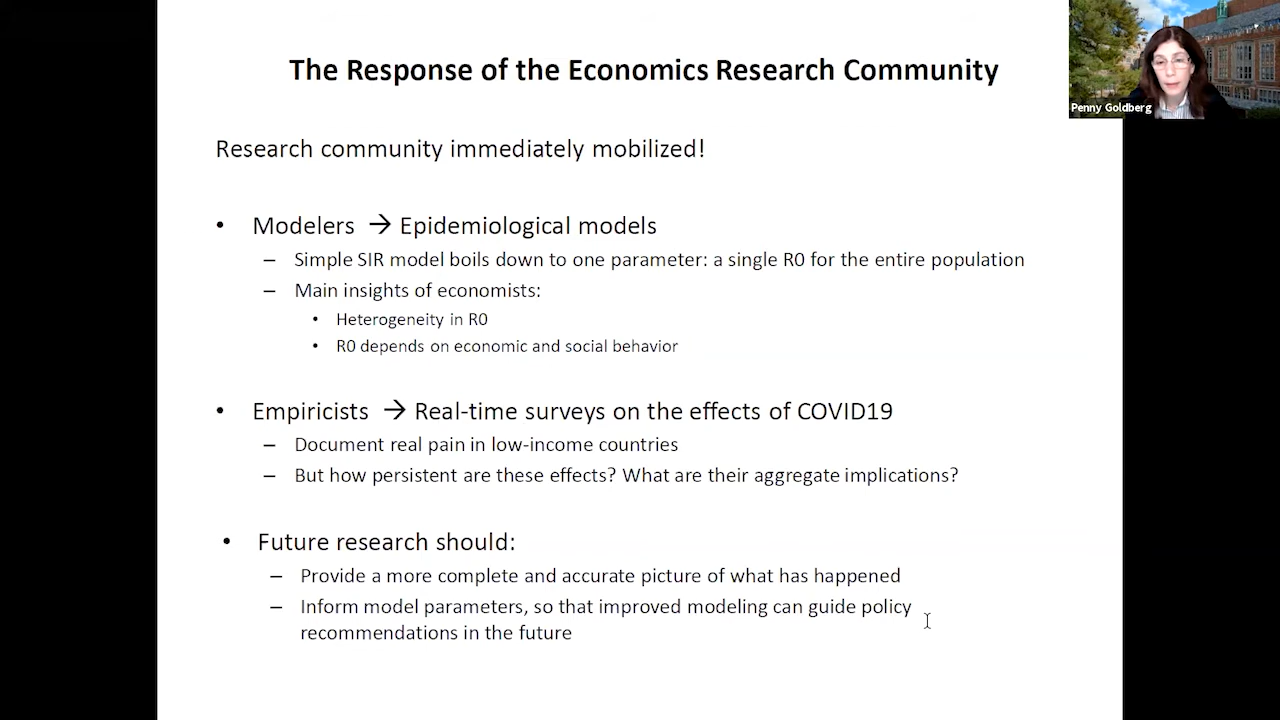 The Response of the Economics Research Community
Penny Goldberg
Research community immediately mobilized!
• Modelers → Epidemiological models
– Simple SIR model boils down to one parameter: a single R0 for the entire population
– Main insights of economists:
• Heterogeneity in R0
• R0 depends on economic and social behavior
• Empiricists → Real-time surveys on the effects of COVID19
– Document real pain in low-income countries
– But how persistent are these effects? What are their aggregate implications?
• Future research should:
– Provide a more complete and accurate picture of what has happened
– Inform model parameters, so that improved modeling can guide policy
recommendations in the future